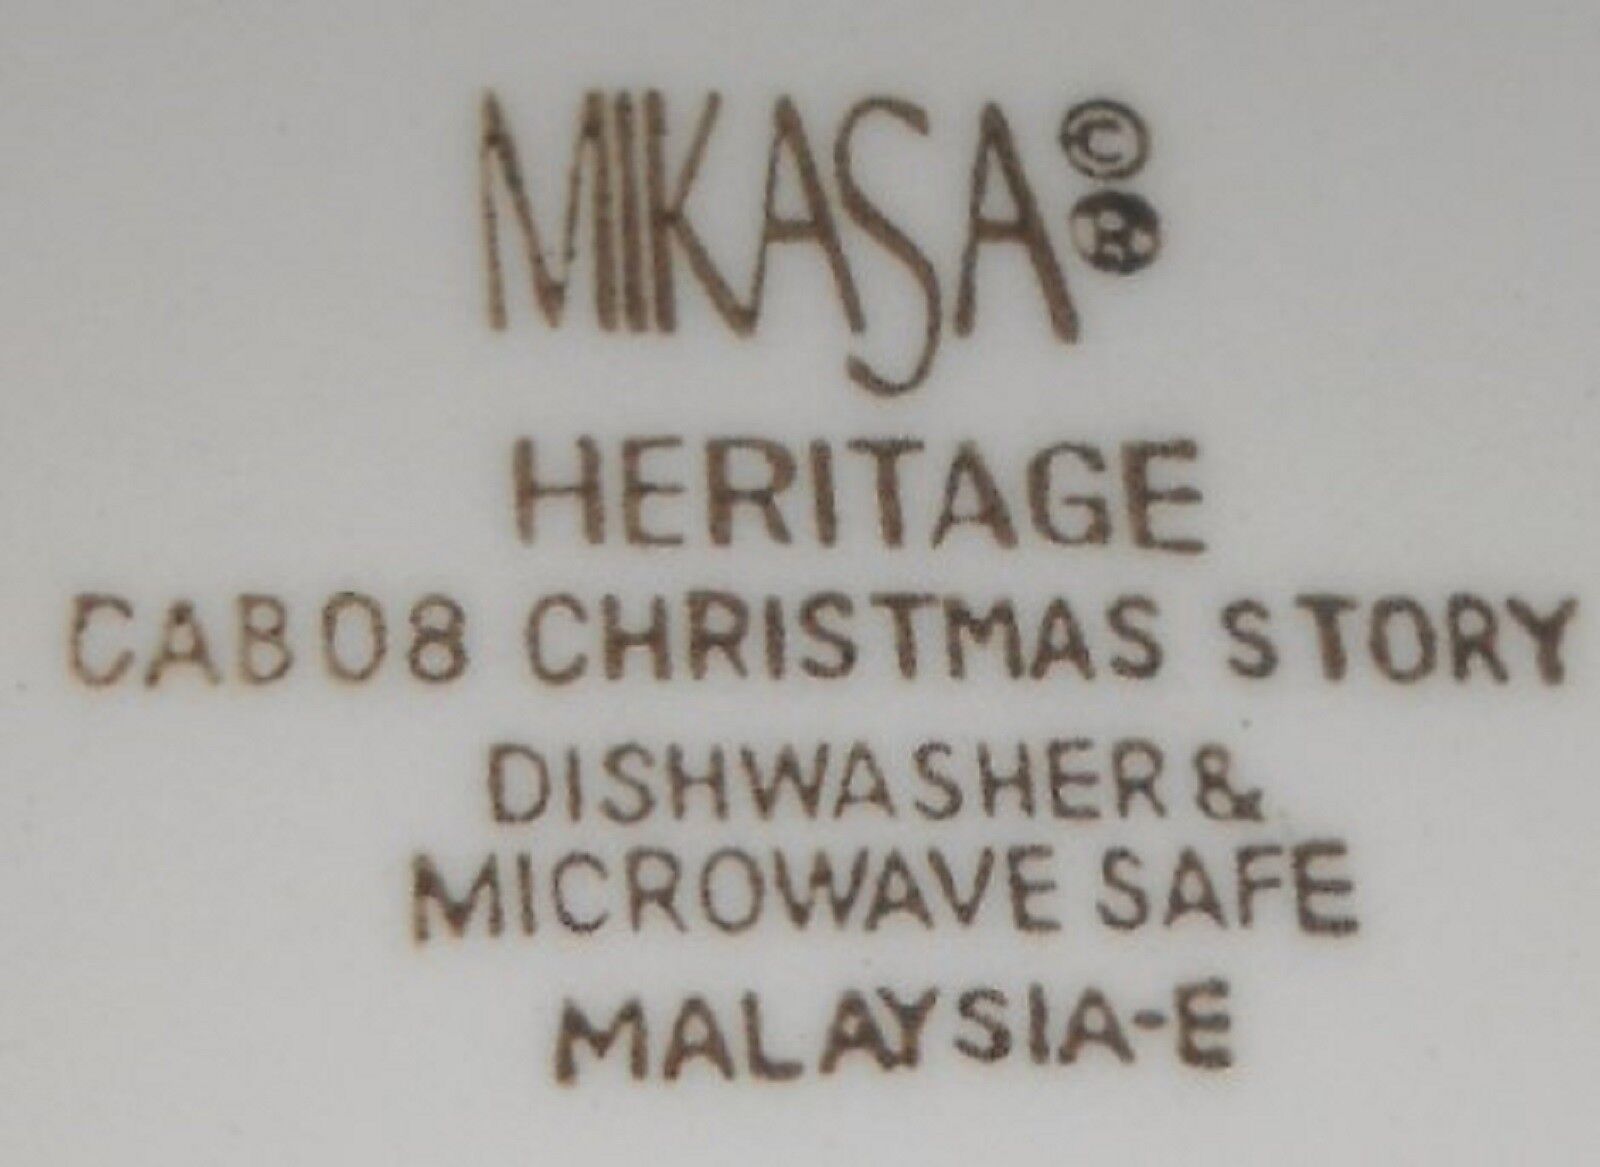 MIKASA © ®
HERITAGE
CAB08 CHRISTMAS STORY
DISHWASHER &
MICROWAVE SAFE
MALAYSIA-E